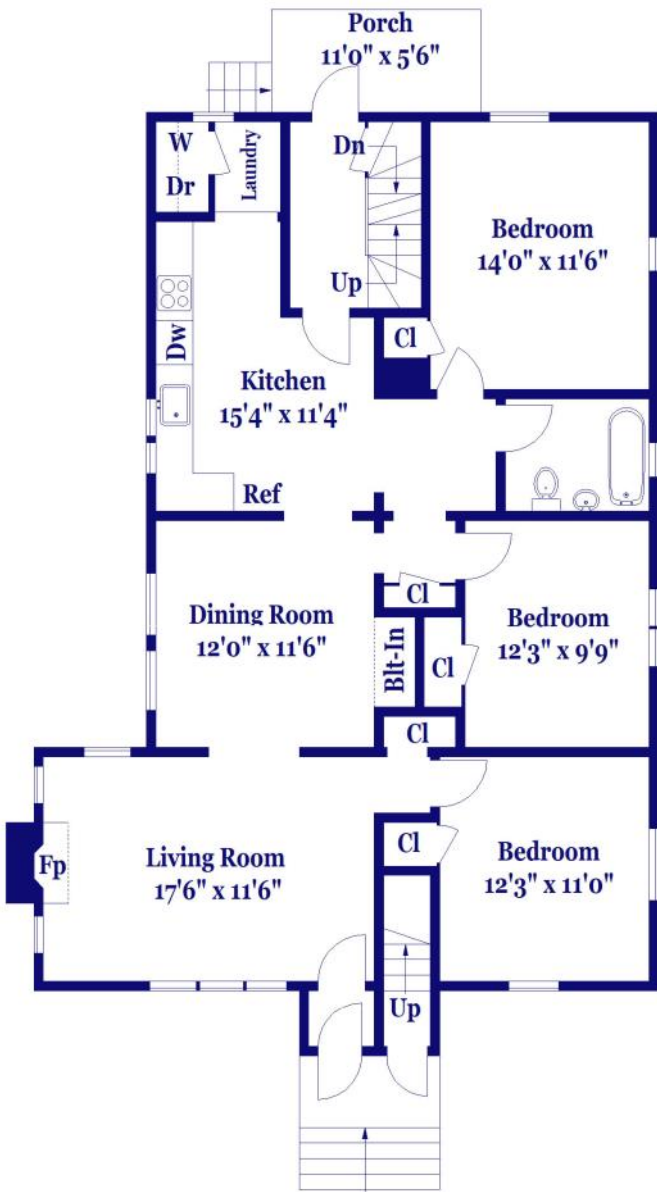 Porch
11'0" x 5'6"
W
Dr
Laundry
Dn
Up
Bedroom
14'0" x 11'6"
Cl
Dw
Kitchen
15'4" x 11'4"
Ref
Dining Room
12'0" x 11'6"
Blt-In
Cl
Cl
Bedroom
12'3" x 9'9"
Cl
Fp
Living Room
17'6" x 11'6"
Cl
Bedroom
12'3" x 11'0"
Up